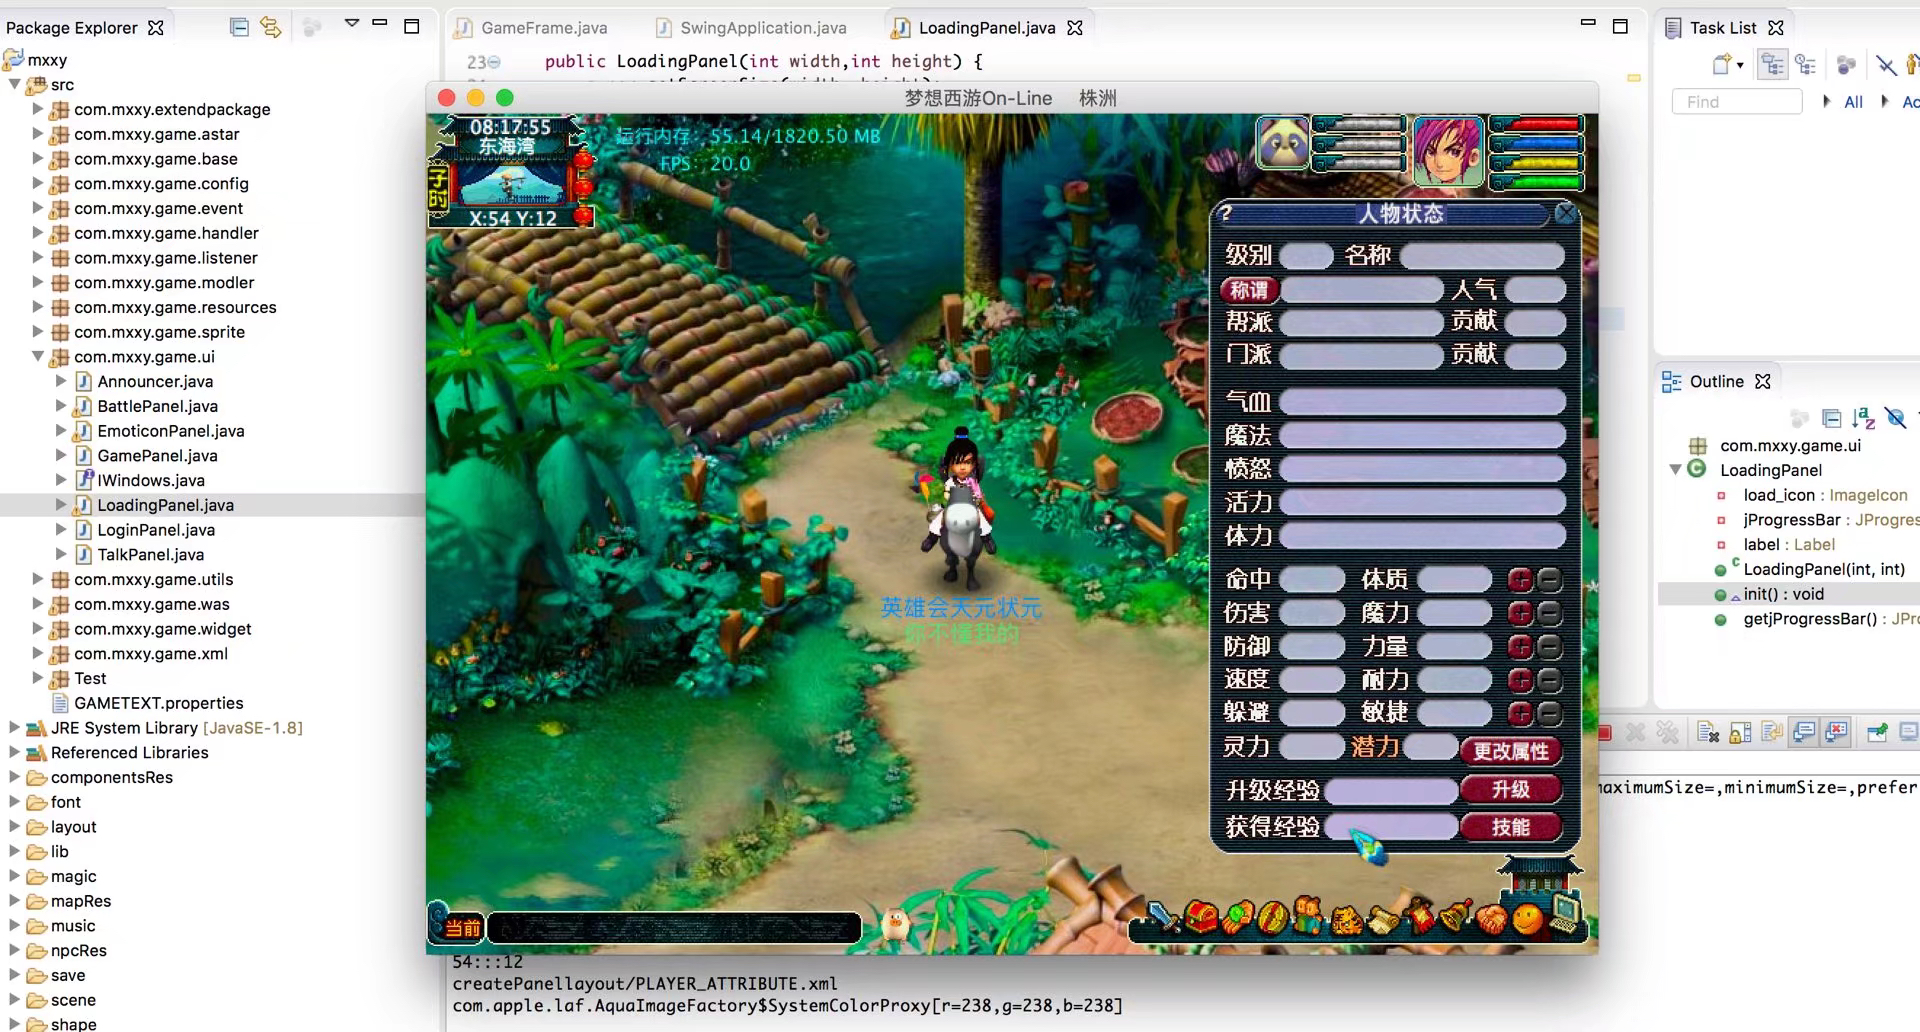 Package Explorer
GameFrame.java
SwingApplication.java
LoadingPanel.java
Task List
23
public LoadingPanel(int width,int height) {
mxxy
src
com.mxxy.extendpackage
com.mxxy.game.astar
com.mxxy.game.base
com.mxxy.game.config
com.mxxy.game.event
com.mxxy.game.handler
com.mxxy.game.listener
com.mxxy.game.modler
com.mxxy.game.resources
com.mxxy.game.sprite
com.mxxy.game.ui
Announcer.java
BattlePanel.java
EmoticonPanel.java
GamePanel.java
IWindows.java
LoadingPanel.java
LoginPanel.java
TalkPanel.java
com.mxxy.game.utils
com.mxxy.game.was
com.mxxy.game.widget
com.mxxy.game.xml
Test
GAMETEXT.properties
JRE System Library [JavaSE-1.8]
Referenced Libraries
componentsRes
font
layout
lib
magic
mapRes
music
npcRes
save
scene
shape
梦想西游On-Line 株洲
08:17:55
东海湾
子时
X:54 Y:12
运行内存: 55.14/1820.50 MB
FPS: 20.0
英雄会天元状元
你不懂我的
当前
? 人物状态
级别 名称
称谓 人气
帮派 贡献
门派 贡献
气血
魔法
愤怒
活力
体力
命中 体质
伤害 魔力
防御 力量
速度 耐力
躲避 敏捷
灵力 潜力 更改属性
升级经验 升级
获得经验 技能
Find
All
Ac
Outline
com.mxxy.game.ui
LoadingPanel
load_icon : ImageIcon
jProgressBar : JProgres
label : Label
LoadingPanel(int, int)
init() : void
getjProgressBar() : JPro
naximumSize=,minimumSize=,prefer
54:::12
createPanellayout/PLAYER_ATTRIBUTE.xml
com.apple.laf.AquaImageFactory$SystemColorProxy[r=238,g=238,b=238]